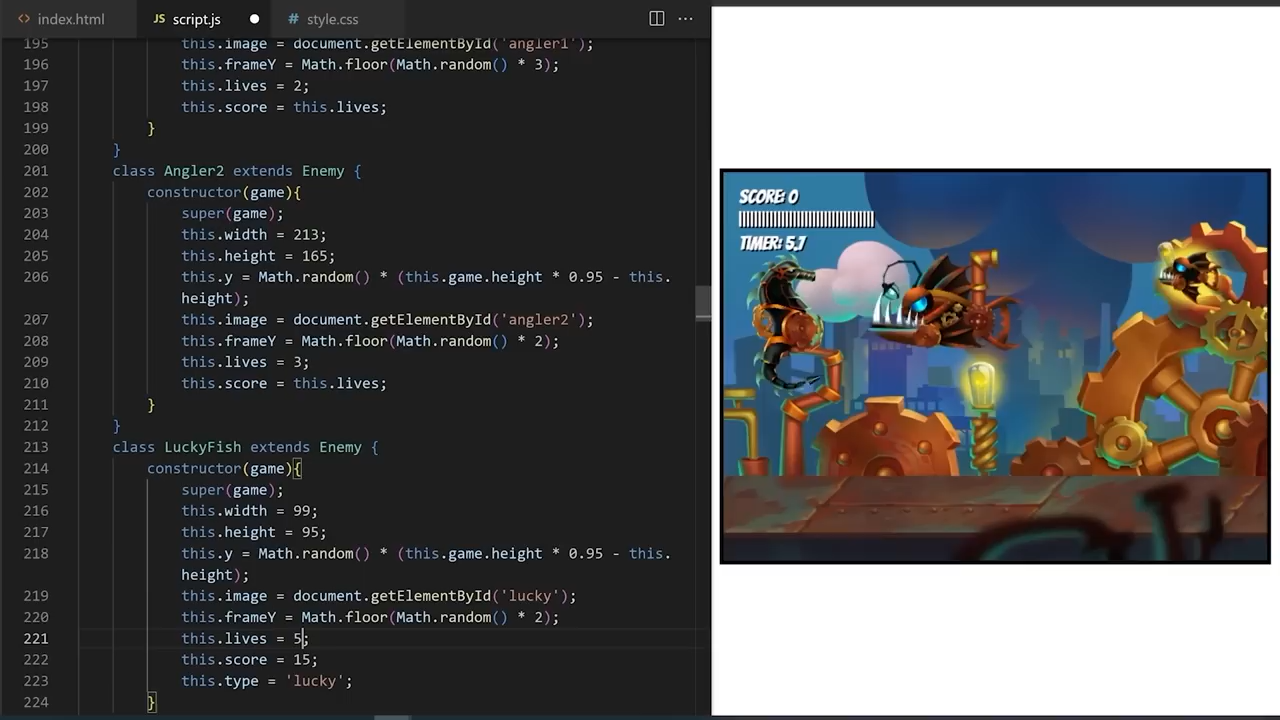 index.html
JS script.js
# style.css
195 this.image = document.getElementById('angler1');
196 this.frameY = Math.floor(Math.random() * 3);
197 this.lives = 2;
198 this.score = this.lives;
199 }
200 }
201 class Angler2 extends Enemy {
202 constructor(game){
203 super(game);
204 this.width = 213;
205 this.height = 165;
206 this.y = Math.random() * (this.game.height * 0.95 - this.
height);
207 this.image = document.getElementById('angler2');
208 this.frameY = Math.floor(Math.random() * 2);
209 this.lives = 3;
210 this.score = this.lives;
211 }
212 }
213 class LuckyFish extends Enemy {
214 constructor(game){
215 super(game);
216 this.width = 99;
217 this.height = 95;
218 this.y = Math.random() * (this.game.height * 0.95 - this.
height);
219 this.image = document.getElementById('lucky');
220 this.frameY = Math.floor(Math.random() * 2);
221 this.lives = 5;
222 this.score = 15;
223 this.type = 'lucky';
224 }
SCORE: 0
TIMER: 5.7